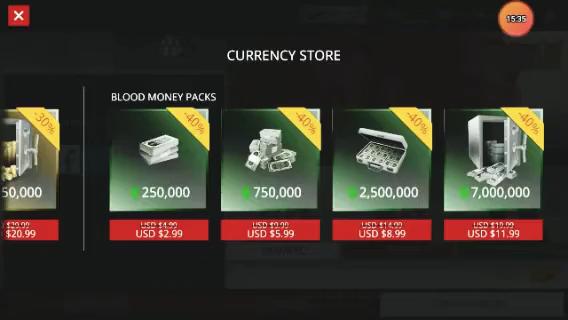 X
15:35
CURRENCY STORE
BLOOD MONEY PACKS
-30%
-40%
-40%
-40%
-40%
50,000
250,000
750,000
2,500,000
7,000,000
$29.99
USD $4.99
USD $9.99
USD $14.99
USD $19.99
$20.99
USD $2.99
USD $5.99
USD $8.99
USD $11.99